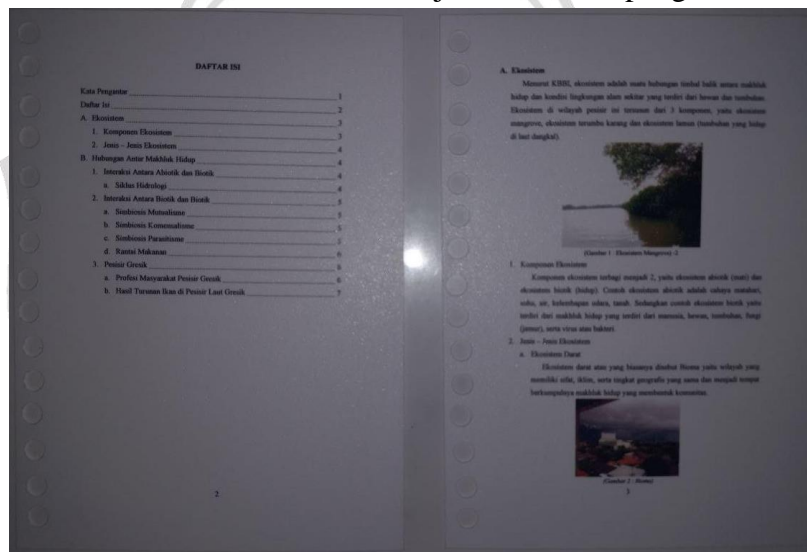 DAFTAR ISI
Kata Pengantar 1
Daftar Isi 2
A. Ekosistem 3
1. Komponen Ekosistem 3
2. Jenis – Jenis Ekosistem 4
B. Hubungan Antar Makhluk Hidup 4
1. Interaksi Antara Abiotik dan Biotik 4
a. Siklus Hidrologi 4
2. Interaksi Antara Biotik dan Biotik 5
a. Simbiosis Mutualisme 5
b. Simbiosis Komensalisme 5
c. Simbiosis Parasitisme 5
d. Rantai Makanan 6
3. Pesisir Gresik 6
a. Profesi Masyarakat Pesisir Gresik 6
b. Hasil Turunan Ikan di Pesisir Laut Gresik 7
2
A. Ekosistem
Menurut KBBI, ekosistem adalah suatu hubungan timbal balik antara makhluk
hidup dan kondisi lingkungan alam sekitar yang terdiri dari hewan dan tumbuhan.
Ekosistem di wilayah pesisir ini tersusun dari 3 komponen, yaitu ekosistem
mangrove, ekosistem terumbu karang dan ekosistem lamun (tumbuhan yang hidup
di laut dangkal).
(Gambar 1 : Ekosistem Mangrove)
1. Komponen Ekosistem
Komponen ekosistem terbagi menjadi 2, yaitu ekosistem abiotik (mati) dan
ekosistem biotik (hidup). Contoh ekosistem abiotik adalah cahaya matahari,
suhu, air, kelembapan udara, tanah. Sedangkan contoh ekosistem biotik yaitu
terdiri dari makhluk hidup yang terdiri dari manusia, hewan, tumbuhan, fungi
(jamur), serta virus atau bakteri.
2. Jenis – Jenis Ekosistem
a. Ekosistem Darat
Ekosistem darat atau yang biasanya disebut Bioma yaitu wilayah yang
memiliki sifat, iklim, serta tingkat geografis yang sama dan menjadi tempat
berkumpulnya makhluk hidup yang membentuk komunitas.
(Gambar 2 : Bioma)
3